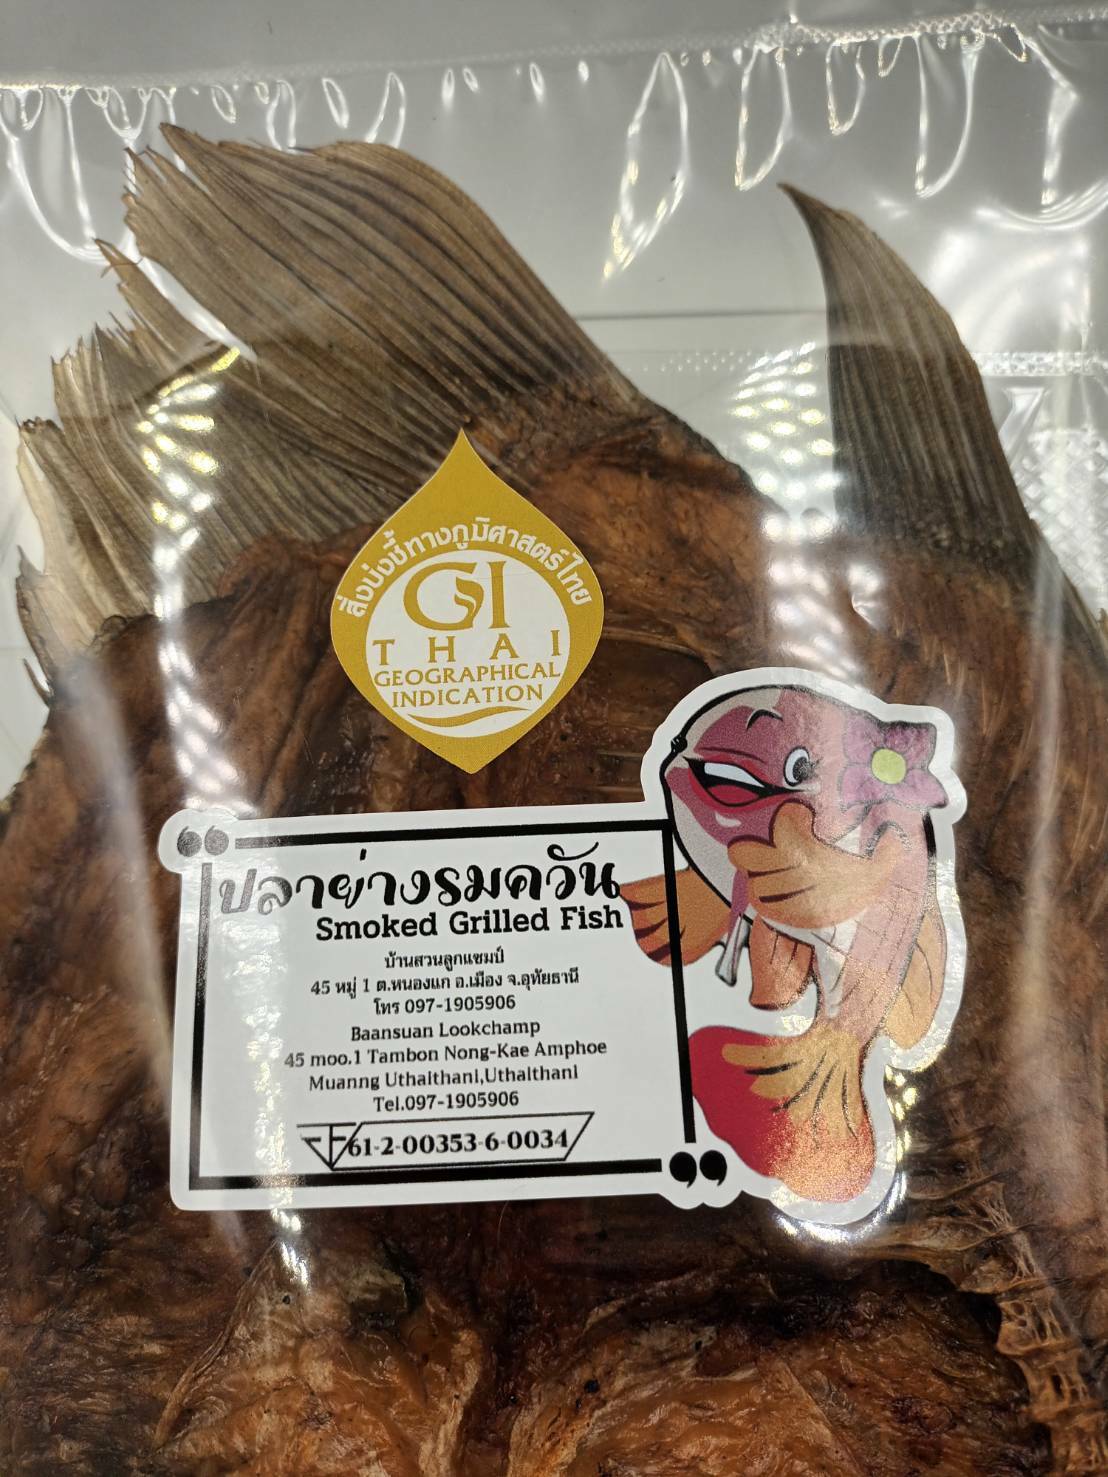 สิ่งบ่งชี้ทางภูมิศาสตร์ไทย
GI
THAI
GEOGRAPHICAL
INDICATION
ปลาย่างรมควัน
Smoked Grilled Fish
บ้านสวนลูกแชมป์
45 หมู่ 1 ต.หนองแก อ.เมือง จ.อุทัยธานี
โทร 097-1905906
Baansuan Lookchamp
45 moo.1 Tambon Nong-Kae Amphoe
Muanng Uthaithani,Uthaithani
Tel.097-1905906
61-2-00353-6-0034